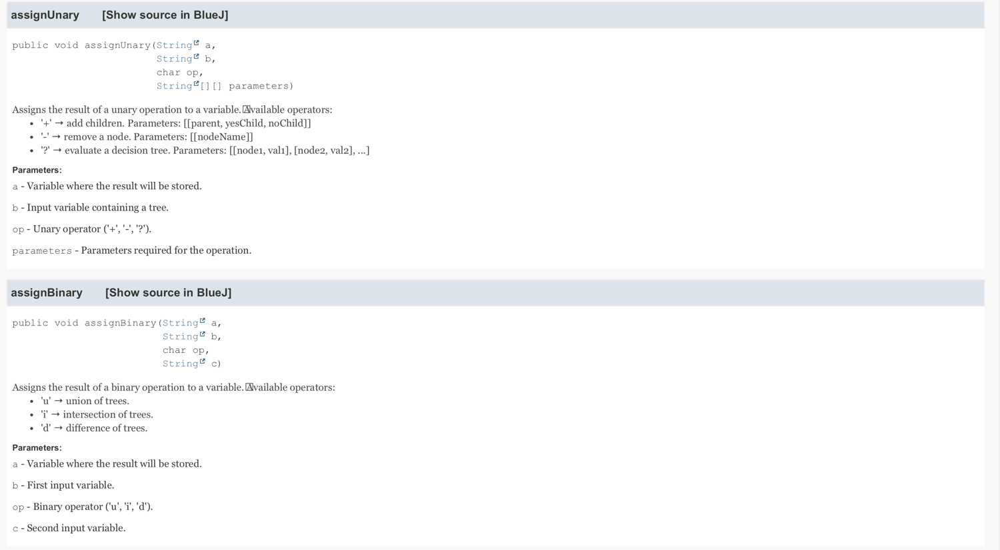 assignUnary [Show source in BlueJ]
public void assignUnary(String a,
String b,
char op,
String[][] parameters)
Assigns the result of a unary operation to a variable. Available operators:
• '+' → add children. Parameters: [[parent, yesChild, noChild]]
• '-' → remove a node. Parameters: [[nodeName]]
• '?' → evaluate a decision tree. Parameters: [[node1, val1], [node2, val2], ...]
Parameters:
a - Variable where the result will be stored.
b - Input variable containing a tree.
op - Unary operator ('+', '-', '?').
parameters - Parameters required for the operation.
assignBinary [Show source in BlueJ]
public void assignBinary(String a,
String b,
char op,
String c)
Assigns the result of a binary operation to a variable. Available operators:
• 'u' → union of trees.
• 'i' → intersection of trees.
• 'd' → difference of trees.
Parameters:
a - Variable where the result will be stored.
b - First input variable.
op - Binary operator ('u', 'i', 'd').
c - Second input variable.